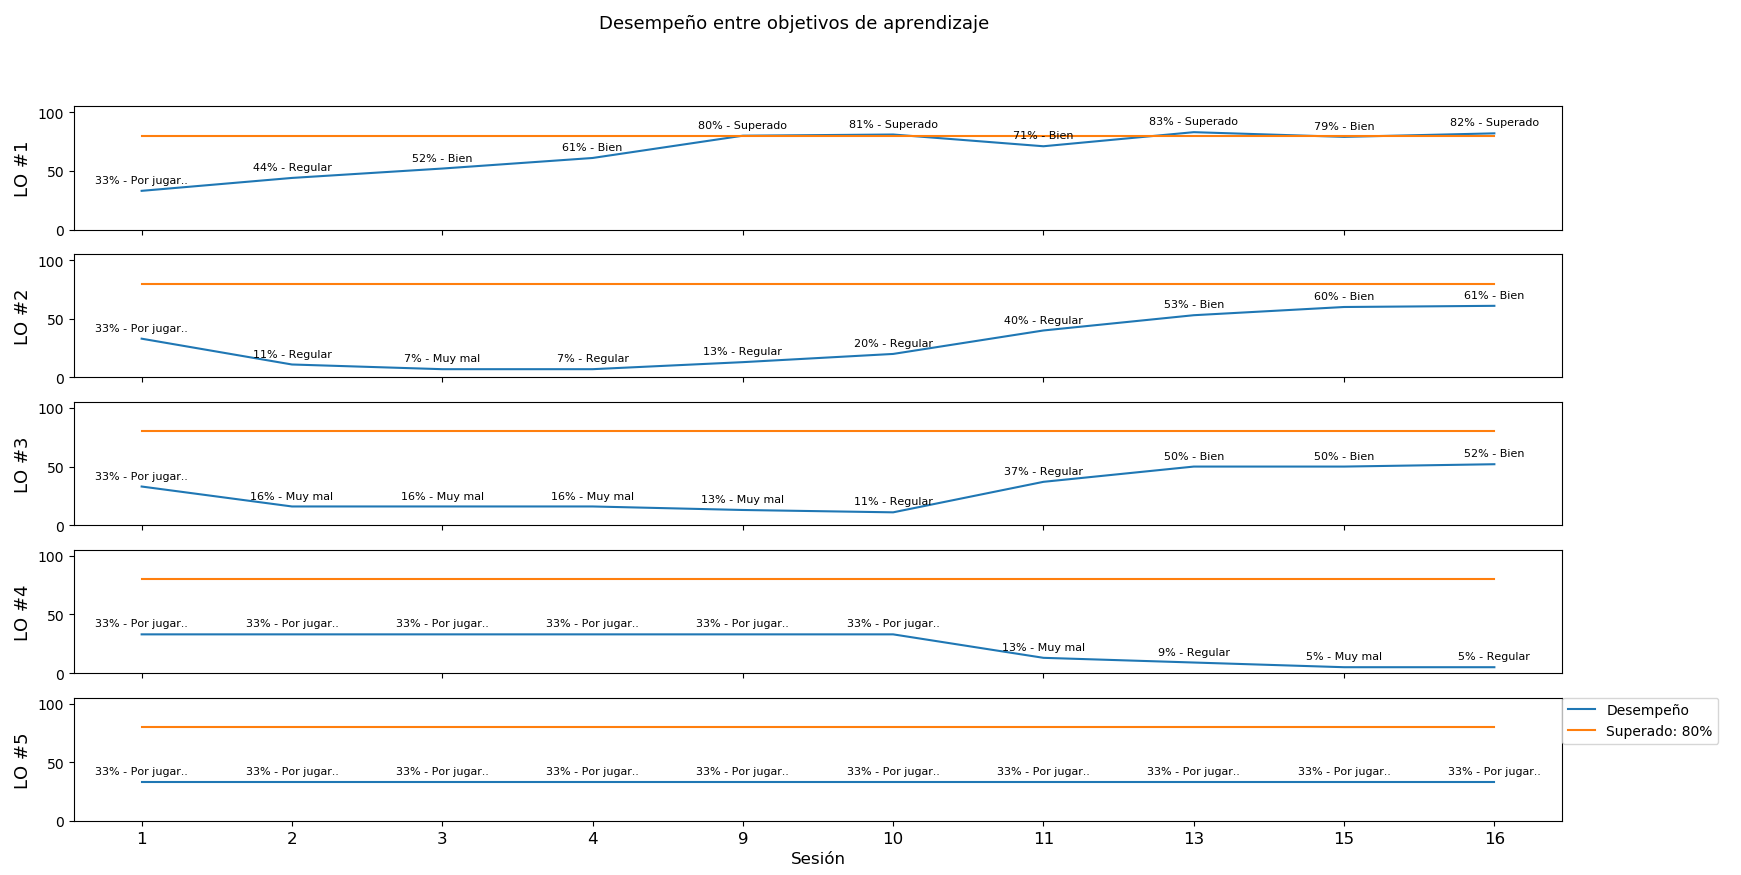 Desempeño entre objetivos de aprendizaje
LO #1
100
50
0
33% - Por jugar..
44% - Regular
52% - Bien
61% - Bien
80% - Superado
81% - Superado
71% - Bien
83% - Superado
79% - Bien
82% - Superado
LO #2
100
50
0
33% - Por jugar..
11% - Regular
7% - Muy mal
7% - Regular
13% - Regular
20% - Regular
40% - Regular
53% - Bien
60% - Bien
61% - Bien
LO #3
100
50
0
33% - Por jugar..
16% - Muy mal
16% - Muy mal
16% - Muy mal
13% - Muy mal
11% - Regular
37% - Regular
50% - Bien
50% - Bien
52% - Bien
LO #4
100
50
0
33% - Por jugar..
33% - Por jugar..
33% - Por jugar..
33% - Por jugar..
33% - Por jugar..
33% - Por jugar..
13% - Muy mal
9% - Regular
5% - Muy mal
5% - Regular
LO #5
100
50
0
33% - Por jugar..
33% - Por jugar..
33% - Por jugar..
33% - Por jugar..
33% - Por jugar..
33% - Por jugar..
33% - Por jugar..
33% - Por jugar..
33% - Por jugar..
33% - Por jugar..
Desempeño
Superado: 80%
1 2 3 4 9 10 11 13 15 16
Sesión